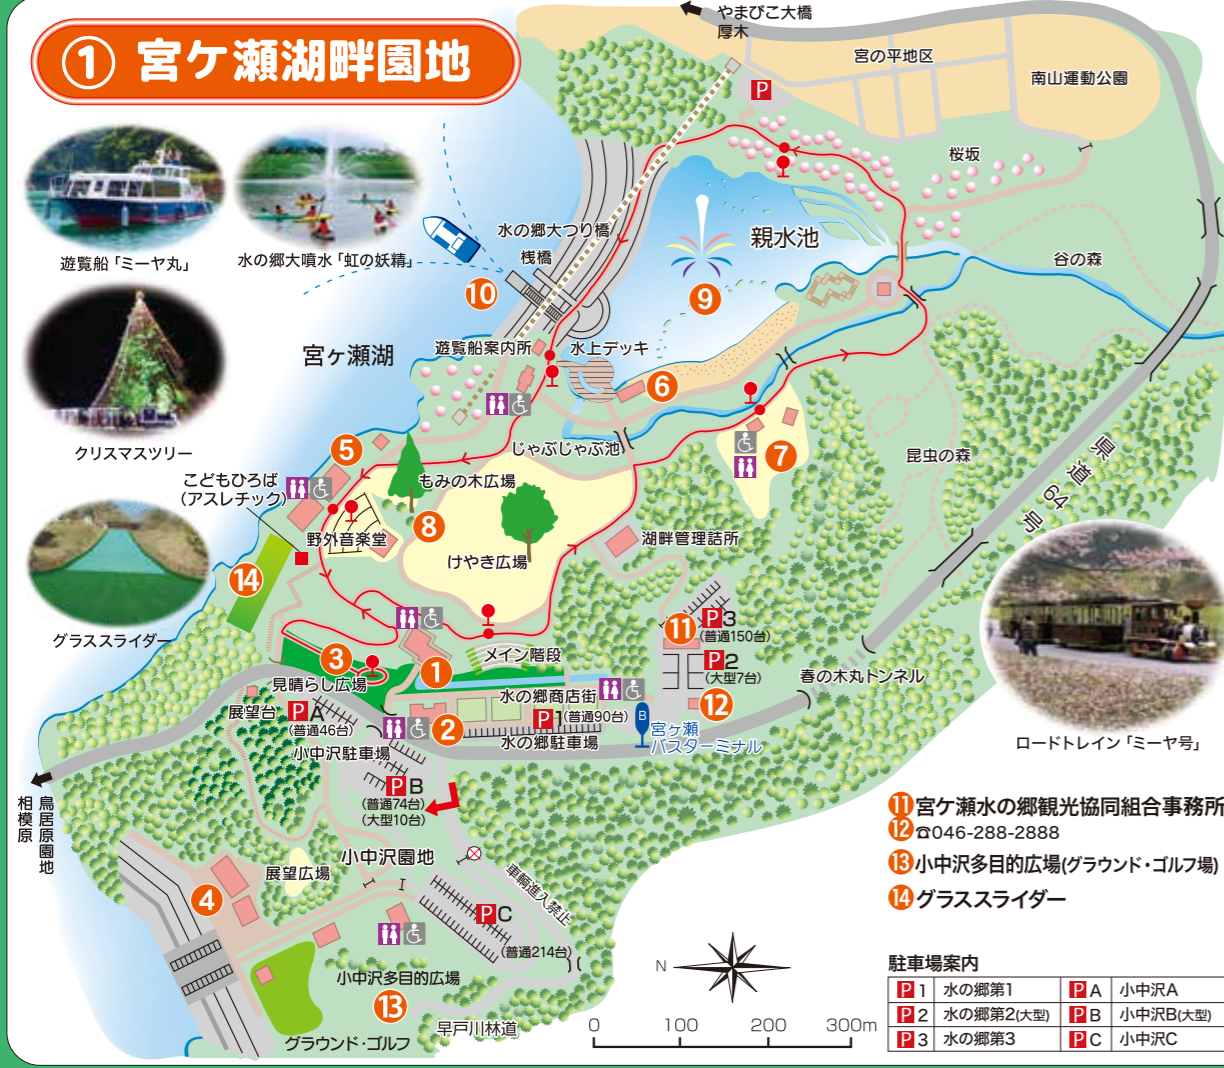 ① 宮ケ瀬湖畔園地
やまびこ大橋
厚木
宮の平地区
南山運動公園
P
桜坂
遊覧船「ミーヤ丸」
水の郷大噴水「虹の妖精」
水の郷大つり橋
桟橋
親水池
谷の森
⑩
⑨
宮ヶ瀬湖
遊覧船案内所
水上デッキ
⑥
クリスマスツリー
じゃぶじゃぶ池
⑦
昆虫の森
県道64号
⑤
こどもひろば
(アスレチック)
もみの木広場
⑧
野外音楽堂
けやき広場
湖畔管理詰所
⑭
グラススライダー
⑪
P3
(普通150台)
P2
(大型7台)
メイン階段
③
①
見晴らし広場
水の郷商店街
春の木丸トンネル
⑫
展望台
PA
(普通46台)
②
P1(普通90台)
水の郷駐車場
B
宮ヶ瀬
バスターミナル
小中沢駐車場
PB
(普通74台)
(大型10台)
ロードトレイン「ミーヤ号」
鳥居原園地
相模原
小中沢園地
展望広場
車輌進入禁止
④
PC
(普通214台)
小中沢多目的広場
⑬
早戸川林道
グラウンド・ゴルフ
N
0 100 200 300m
⑪宮ケ瀬水の郷観光協同組合事務所
⑫☎046-288-2888
⑬小中沢多目的広場(グラウンド・ゴルフ場)
⑭グラススライダー
駐車場案内
P1 水の郷第1 PA 小中沢A
P2 水の郷第2(大型) PB 小中沢B(大型)
P3 水の郷第3 PC 小中沢C